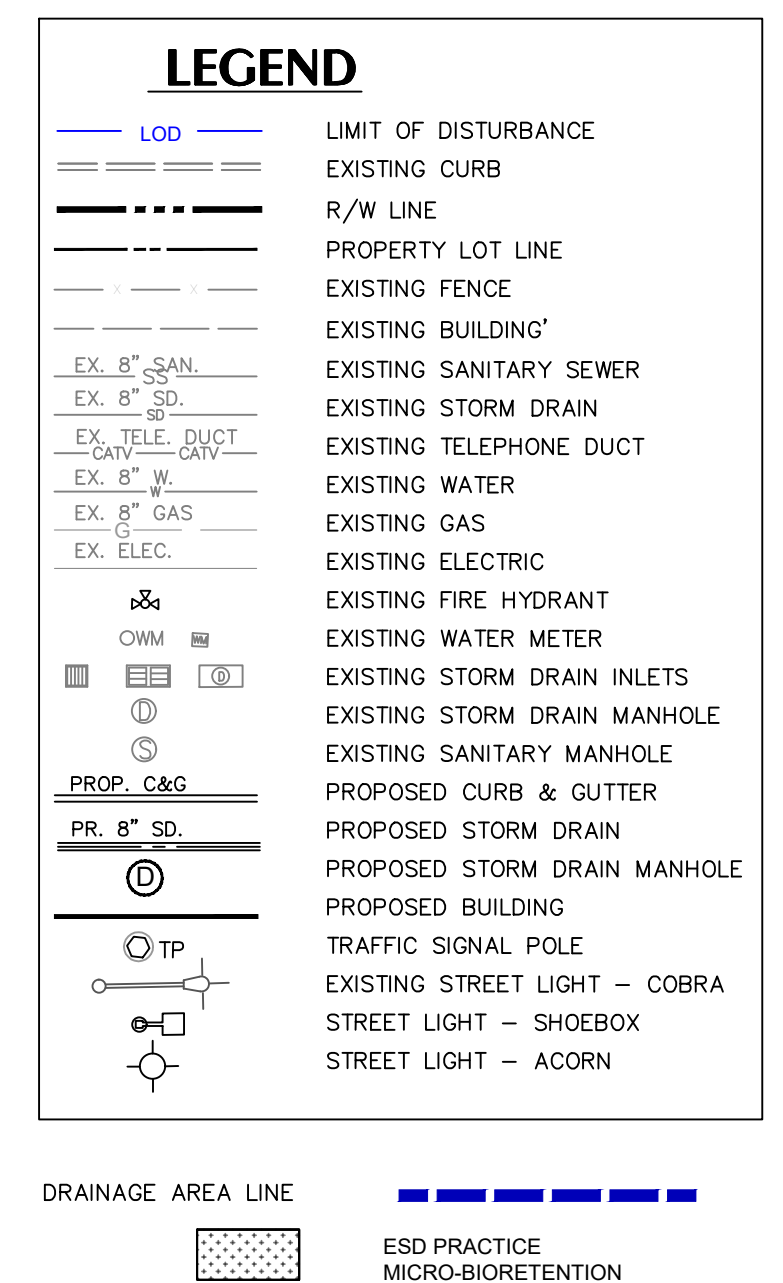 LEGEND
LOD LIMIT OF DISTURBANCE
EXISTING CURB
R/W LINE
PROPERTY LOT LINE
x x EXISTING FENCE
EXISTING BUILDING'
EX. 8" SAN.
SS
EXISTING SANITARY SEWER
EX. 8" SD.
SD
EXISTING STORM DRAIN
EX. TELE. DUCT
CATV CATV
EXISTING TELEPHONE DUCT
EX. 8" W.
W
EXISTING WATER
EX. 8" GAS
G
EXISTING GAS
EX. ELEC.
EXISTING ELECTRIC
EXISTING FIRE HYDRANT
WM WM EXISTING WATER METER
D EXISTING STORM DRAIN INLETS
D EXISTING STORM DRAIN MANHOLE
S EXISTING SANITARY MANHOLE
PROP. C&G PROPOSED CURB & GUTTER
PR. 8" SD. PROPOSED STORM DRAIN
D PROPOSED STORM DRAIN MANHOLE
PROPOSED BUILDING
TP TRAFFIC SIGNAL POLE
EXISTING STREET LIGHT – COBRA
STREET LIGHT – SHOEBOX
STREET LIGHT – ACORN
DRAINAGE AREA LINE
ESD PRACTICE
MICRO-BIORETENTION